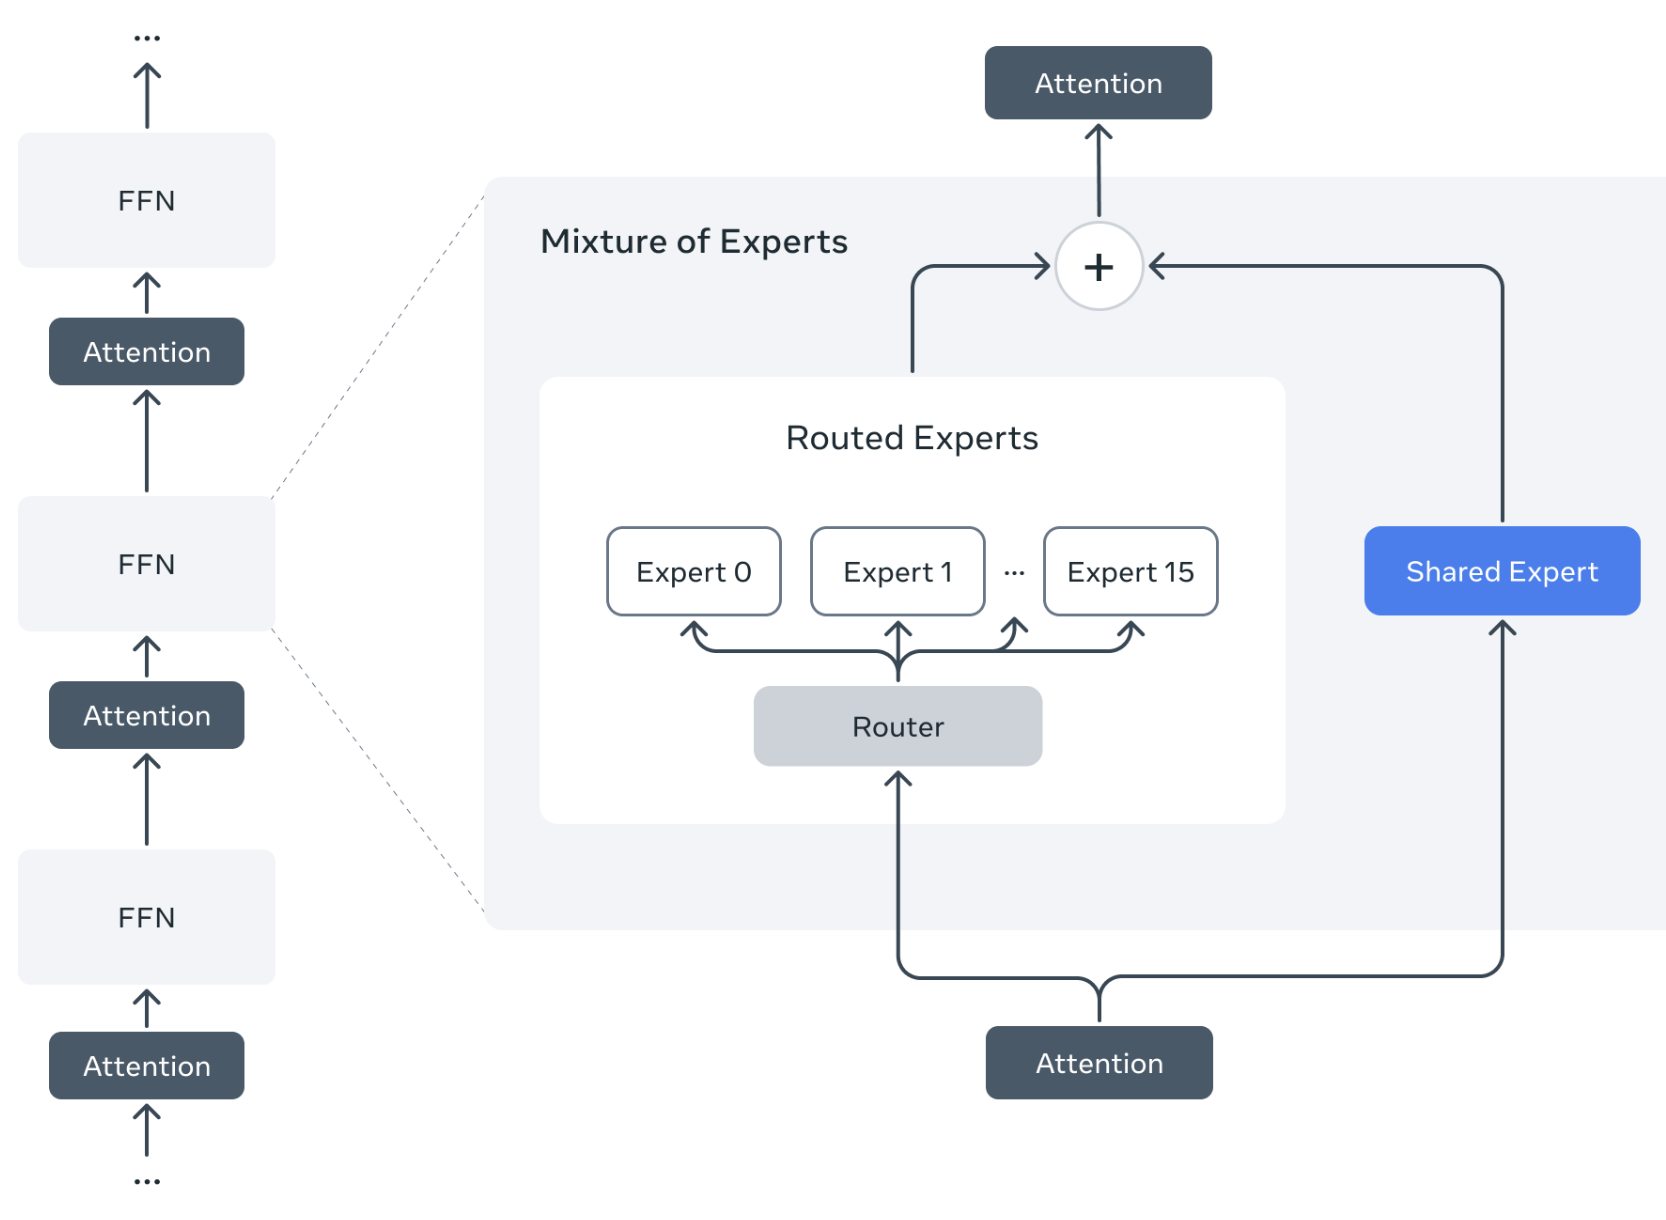 ...
FFN
Attention
FFN
Attention
FFN
Attention
...
Attention
+
Mixture of Experts
Routed Experts
Expert 0
Expert 1
...
Expert 15
Shared Expert
Router
Attention